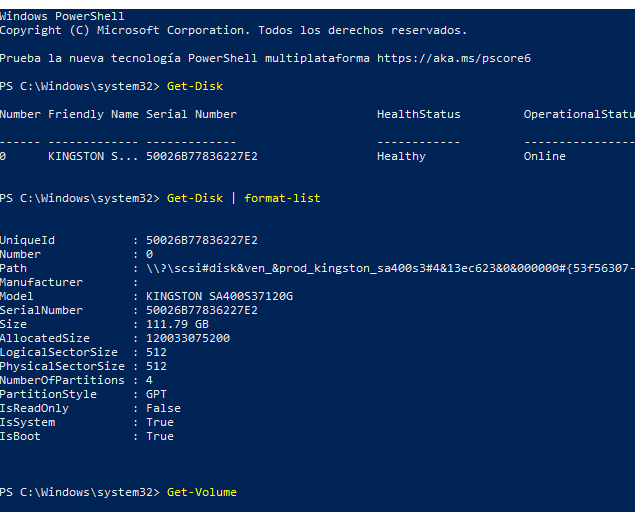 Windows PowerShell
Copyright (C) Microsoft Corporation. Todos los derechos reservados.
Prueba la nueva tecnología PowerShell multiplataforma https://aka.ms/pscore6
PS C:\Windows\system32> Get-Disk
Number Friendly Name Serial Number HealthStatus OperationalStatu
------ ------------- ------------- ------------ ----------------
0 KINGSTON S... 50026B77836227E2 Healthy Online
PS C:\Windows\system32> Get-Disk | format-list
UniqueId : 50026B77836227E2
Number : 0
Path : \\?\scsi#disk&ven_&prod_kingston_sa400s3#4&13ec623&0&000000#{53f56307-
Manufacturer :
Model : KINGSTON SA400S37120G
SerialNumber : 50026B77836227E2
Size : 111.79 GB
AllocatedSize : 120033075200
LogicalSectorSize : 512
PhysicalSectorSize : 512
NumberOfPartitions : 4
PartitionStyle : GPT
IsReadOnly : False
IsSystem : True
IsBoot : True
PS C:\Windows\system32> Get-Volume